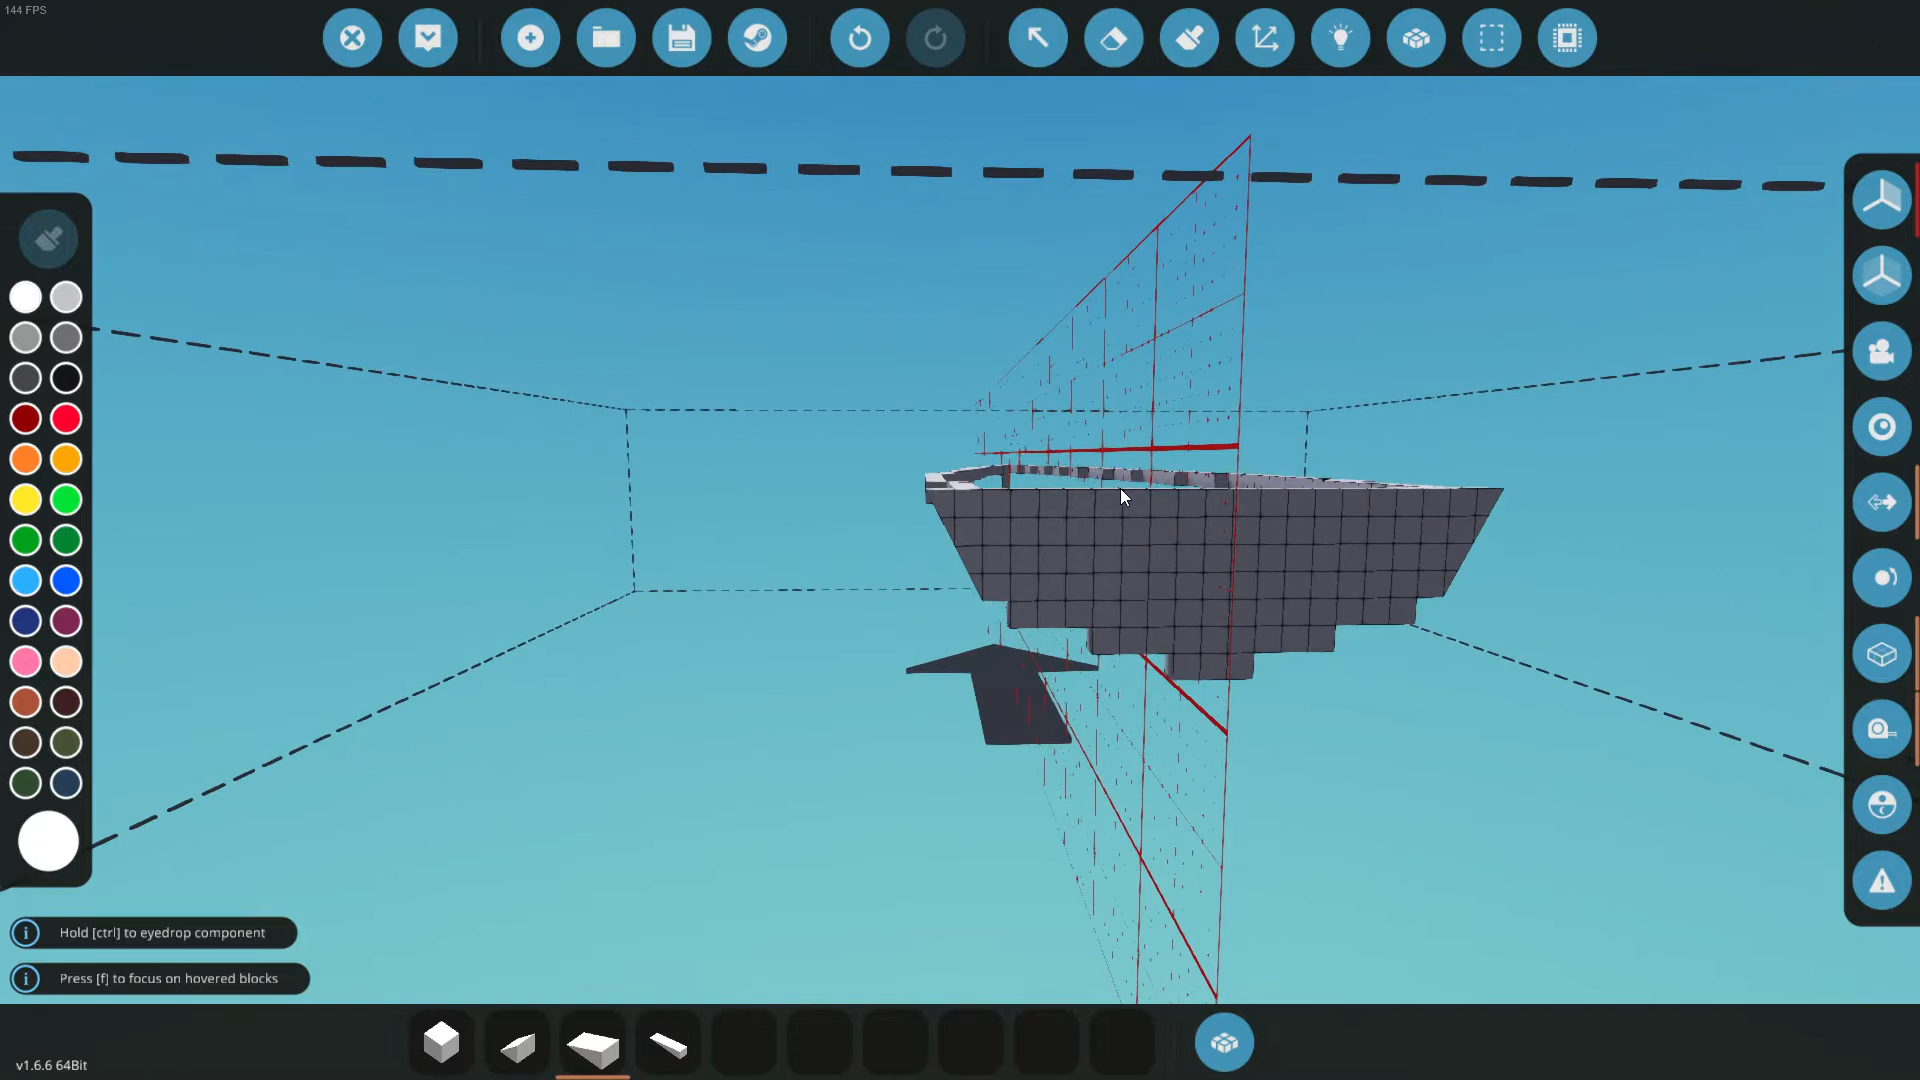 144 FPS
Hold [ctrl] to eyedrop component
Press [f] to focus on hovered blocks
v1.6.6 64Bit